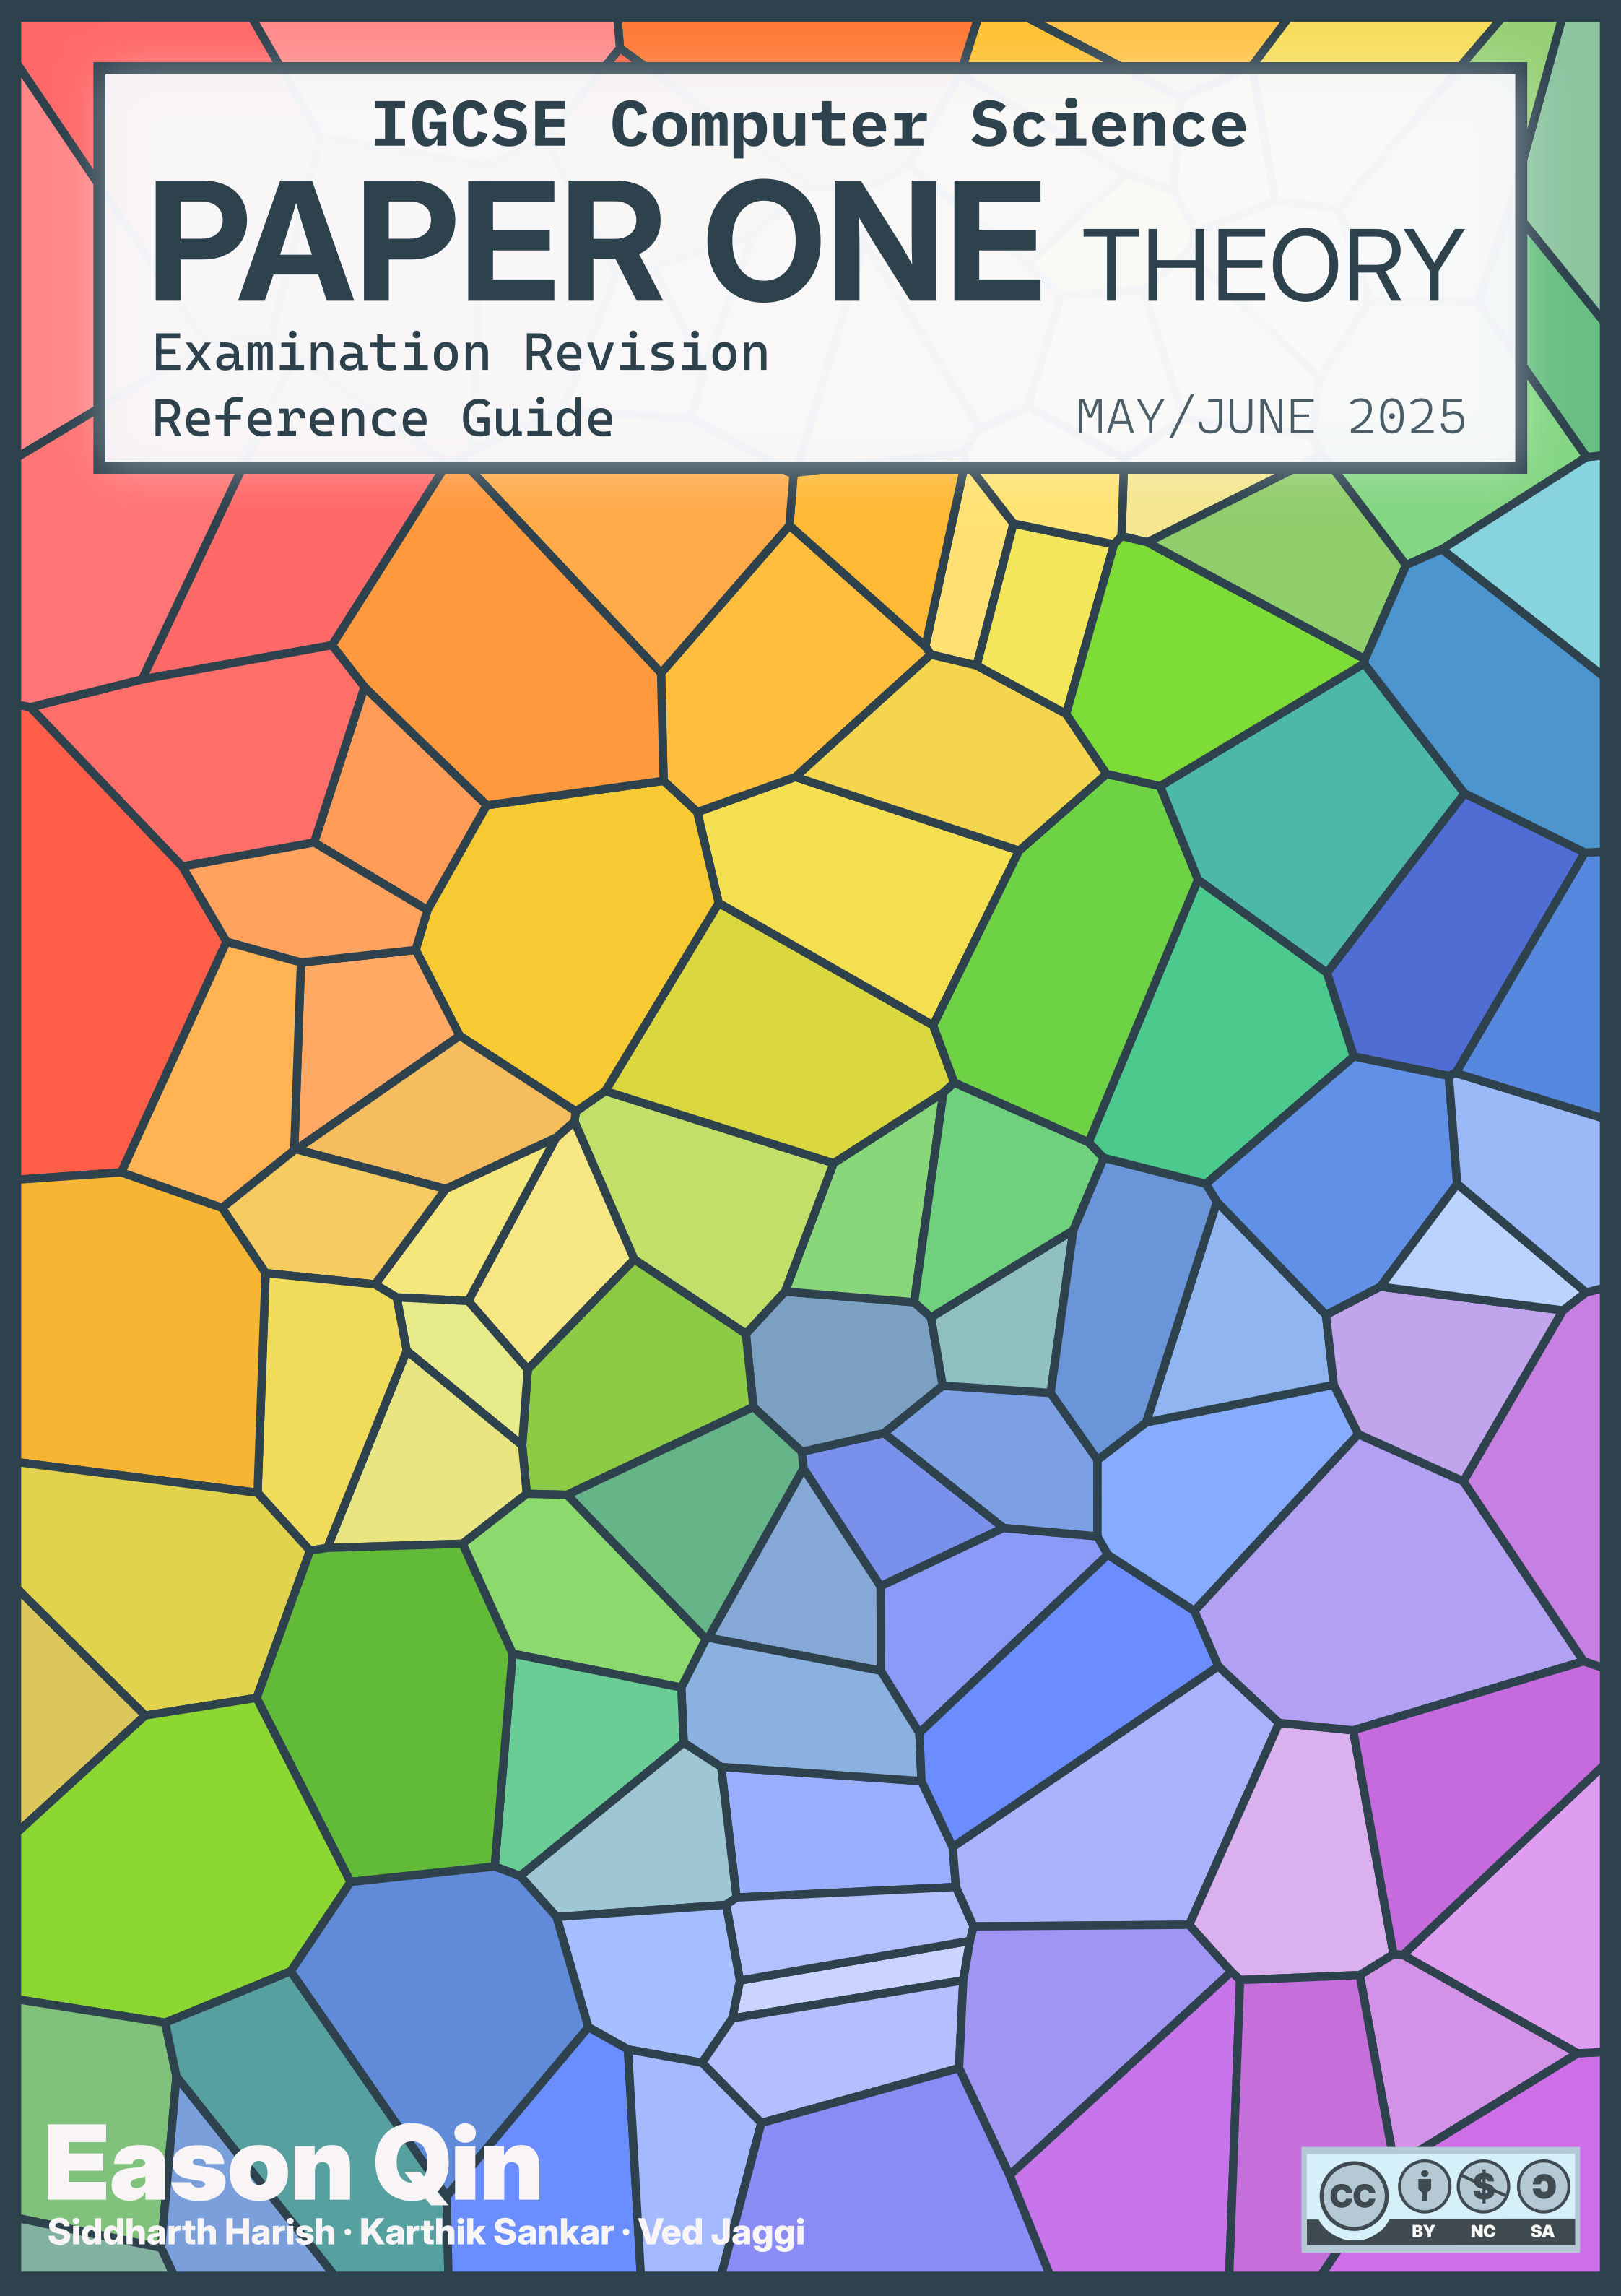 IGCSE Computer Science
PAPER ONE THEORY
Examination Revision
Reference Guide
MAY/JUNE 2025
Eason Qin
Siddharth Harish · Karthik Sankar · Ved Jaggi
cc
BY NC SA